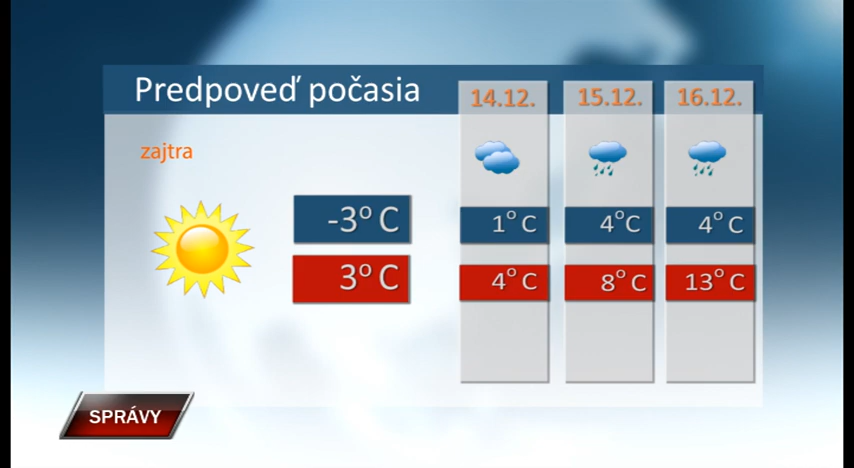 Predpoveď počasia
zajtra
-3° C
3° C
14.12.
1° C
4° C
15.12.
4°C
8° C
16.12.
4° C
13° C
SPRÁVY